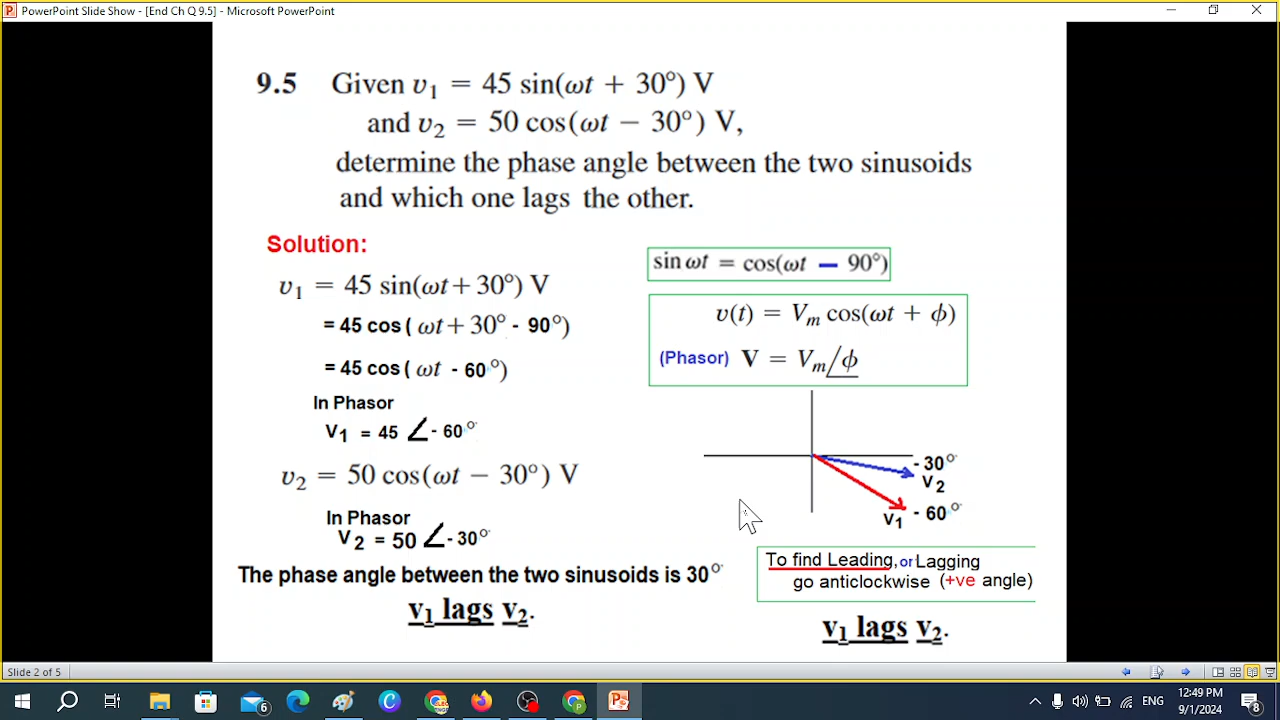 PowerPoint Slide Show - [End Ch Q 9.5] - Microsoft PowerPoint
9.5 Given v₁ = 45 sin(ωt + 30°) V
and v₂ = 50 cos(ωt − 30°) V,
determine the phase angle between the two sinusoids
and which one lags the other.
Solution:
v₁ = 45 sin(ωt + 30°) V
= 45 cos ( ωt + 30° - 90°)
= 45 cos ( ωt - 60°)
In Phasor
V₁ = 45 ∠- 60°
v₂ = 50 cos(ωt − 30°) V
In Phasor
V₂ = 50 ∠- 30°
The phase angle between the two sinusoids is 30°
v₁ lags v₂.
sin ωt = cos(ωt − 90°)
v(t) = Vₘ cos(ωt + ϕ)
(Phasor) V = Vₘ/ϕ
- 30°
V₂
V₁ - 60°
To find Leading, or Lagging
go anticlockwise (+ve angle)
v₁ lags v₂.
Slide 2 of 5
6
ELEC
ENGG
P
ENG
12:49 PM
9/1/2024
8